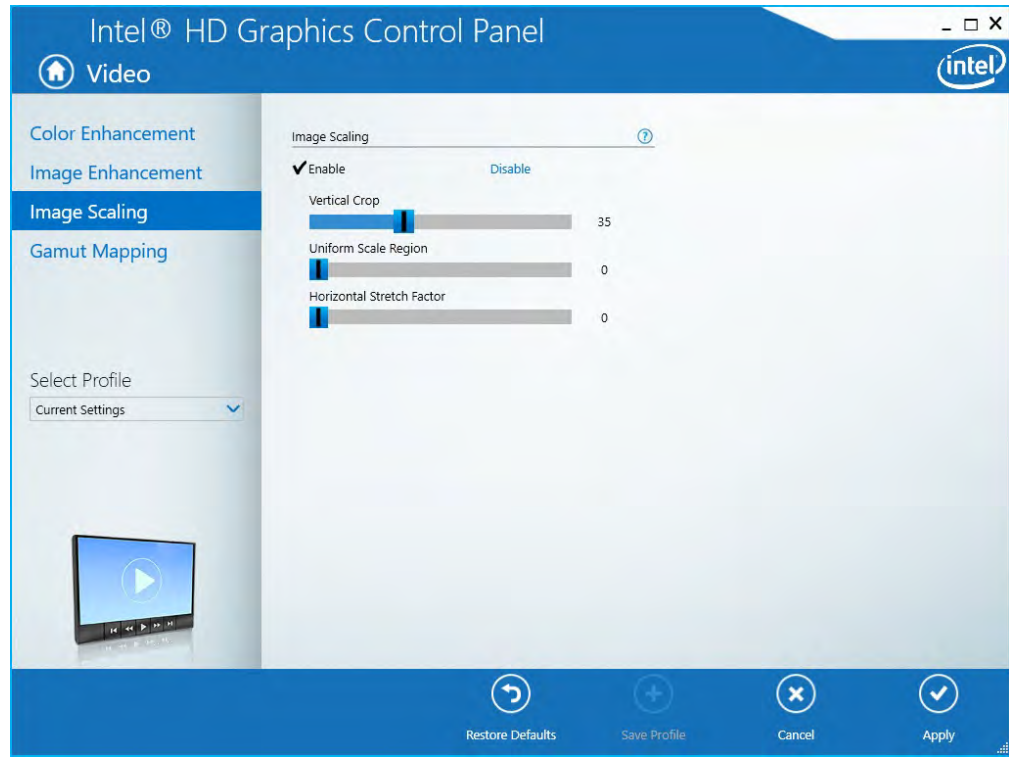 Intel® HD Graphics Control Panel
Video
intel
Color Enhancement
Image Enhancement
Image Scaling
Gamut Mapping
Select Profile
Current Settings
Image Scaling
Enable Disable
Vertical Crop
35
Uniform Scale Region
0
Horizontal Stretch Factor
0
Restore Defaults Save Profile Cancel Apply